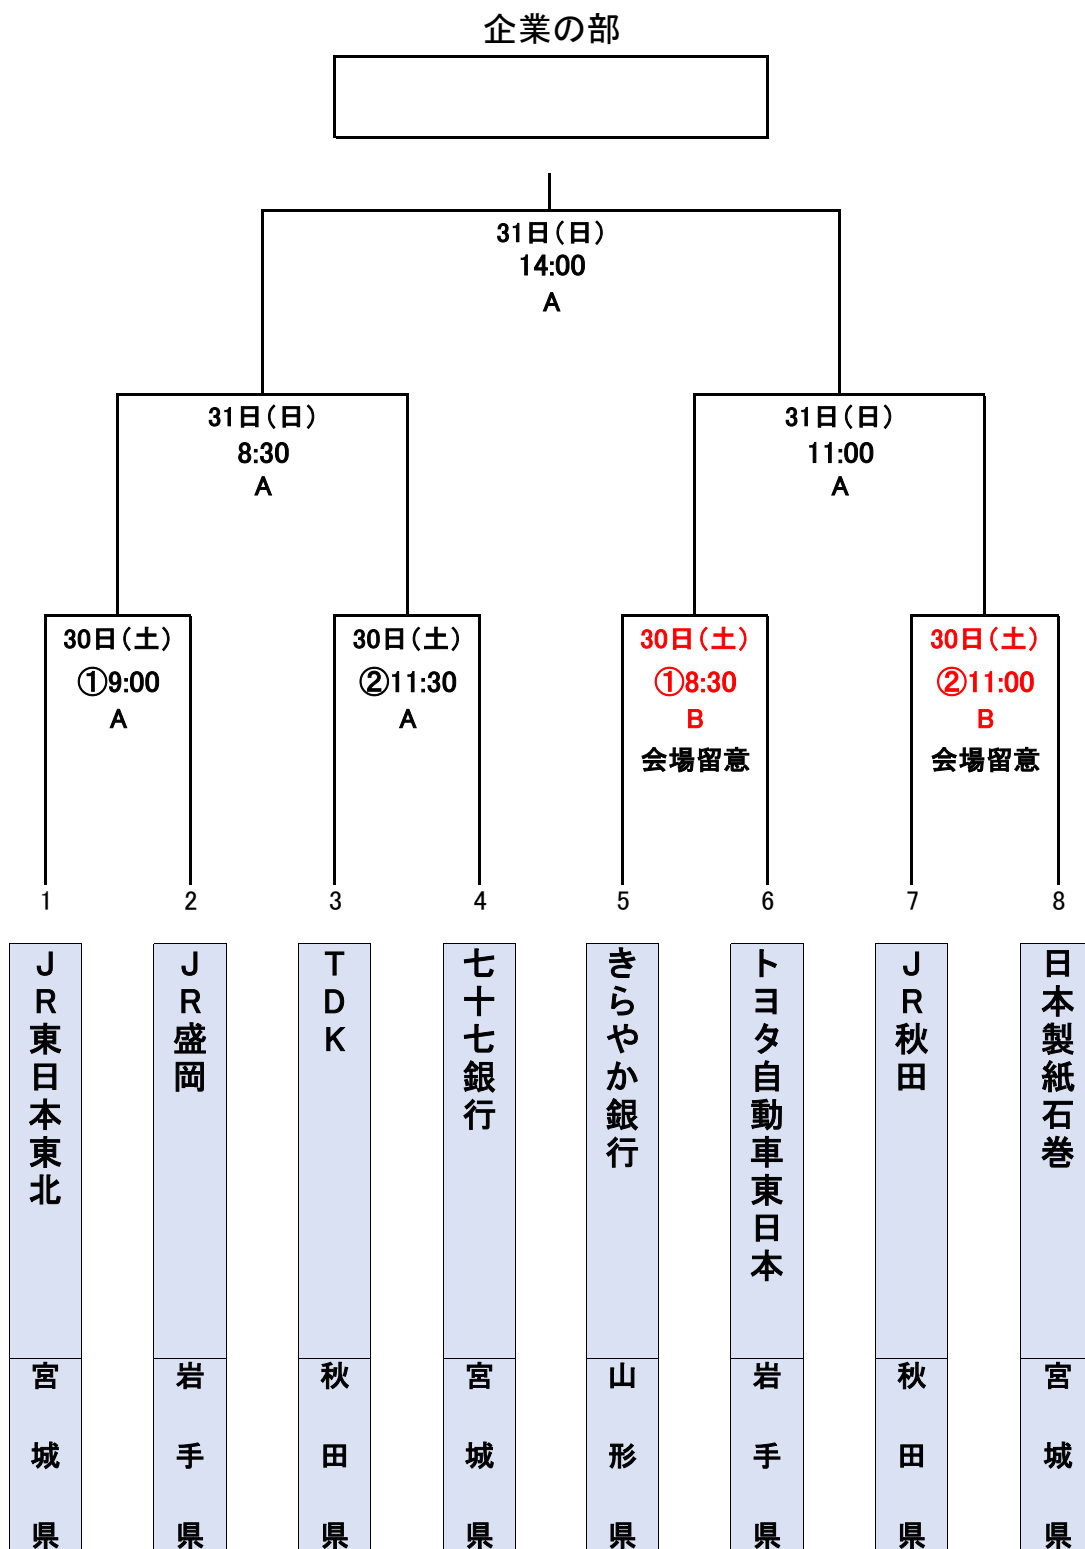 企業の部
31日（日）
14:00
A
31日（日）
8:30
A
31日（日）
11:00
A
30日（土）
①9:00
A
30日（土）
②11:30
A
30日（土）
①8:30
B
会場留意
30日（土）
②11:00
B
会場留意
1
2
3
4
5
6
7
8
JR東日本東北
JR盛岡
TDK
七十七銀行
きらやか銀行
トヨタ自動車東日本
JR秋田
日本製紙石巻
宮城県
岩手県
秋田県
宮城県
山形県
岩手県
秋田県
宮城県